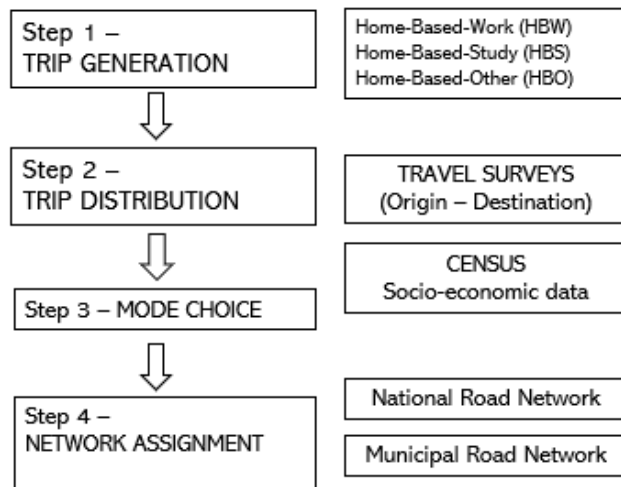 Step 1 –
TRIP GENERATION
Home-Based-Work (HBW)
Home-Based-Study (HBS)
Home-Based-Other (HBO)
Step 2 –
TRIP DISTRIBUTION
TRAVEL SURVEYS
(Origin – Destination)
CENSUS
Socio-economic data
Step 3 – MODE CHOICE
Step 4 –
NETWORK ASSIGNMENT
National Road Network
Municipal Road Network